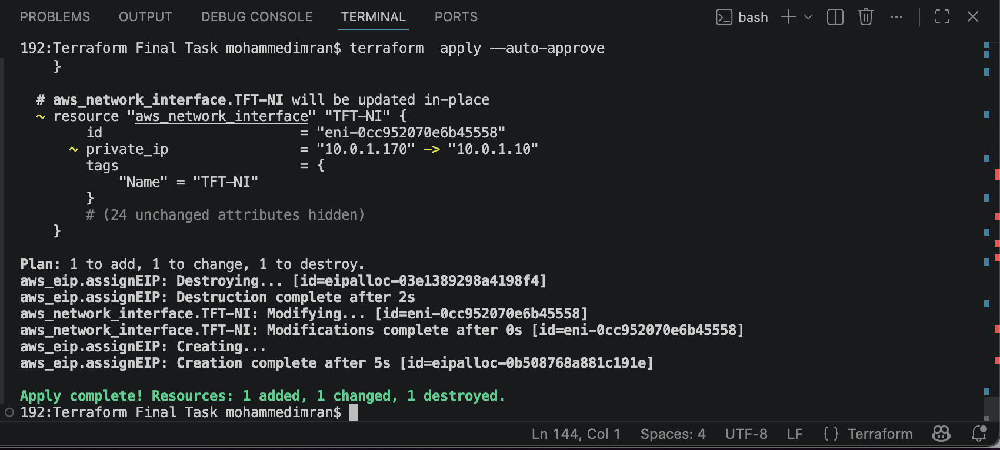 PROBLEMS OUTPUT DEBUG CONSOLE TERMINAL PORTS bash
192:Terraform Final Task mohammedimran$ terraform  apply --auto-approve
}
# aws_network_interface.TFT-NI will be updated in-place
~ resource "aws_network_interface" "TFT-NI" {
id = "eni-0cc952070e6b45558"
~ private_ip = "10.0.1.170" -> "10.0.1.10"
tags = {
"Name" = "TFT-NI"
}
# (24 unchanged attributes hidden)
}
Plan: 1 to add, 1 to change, 1 to destroy.
aws_eip.assignEIP: Destroying... [id=eipalloc-03e1389298a4198f4]
aws_eip.assignEIP: Destruction complete after 2s
aws_network_interface.TFT-NI: Modifying... [id=eni-0cc952070e6b45558]
aws_network_interface.TFT-NI: Modifications complete after 0s [id=eni-0cc952070e6b45558]
aws_eip.assignEIP: Creating...
aws_eip.assignEIP: Creation complete after 5s [id=eipalloc-0b508768a881c191e]
Apply complete! Resources: 1 added, 1 changed, 1 destroyed.
192:Terraform Final Task mohammedimran$
Ln 144, Col 1 Spaces: 4 UTF-8 LF {} Terraform